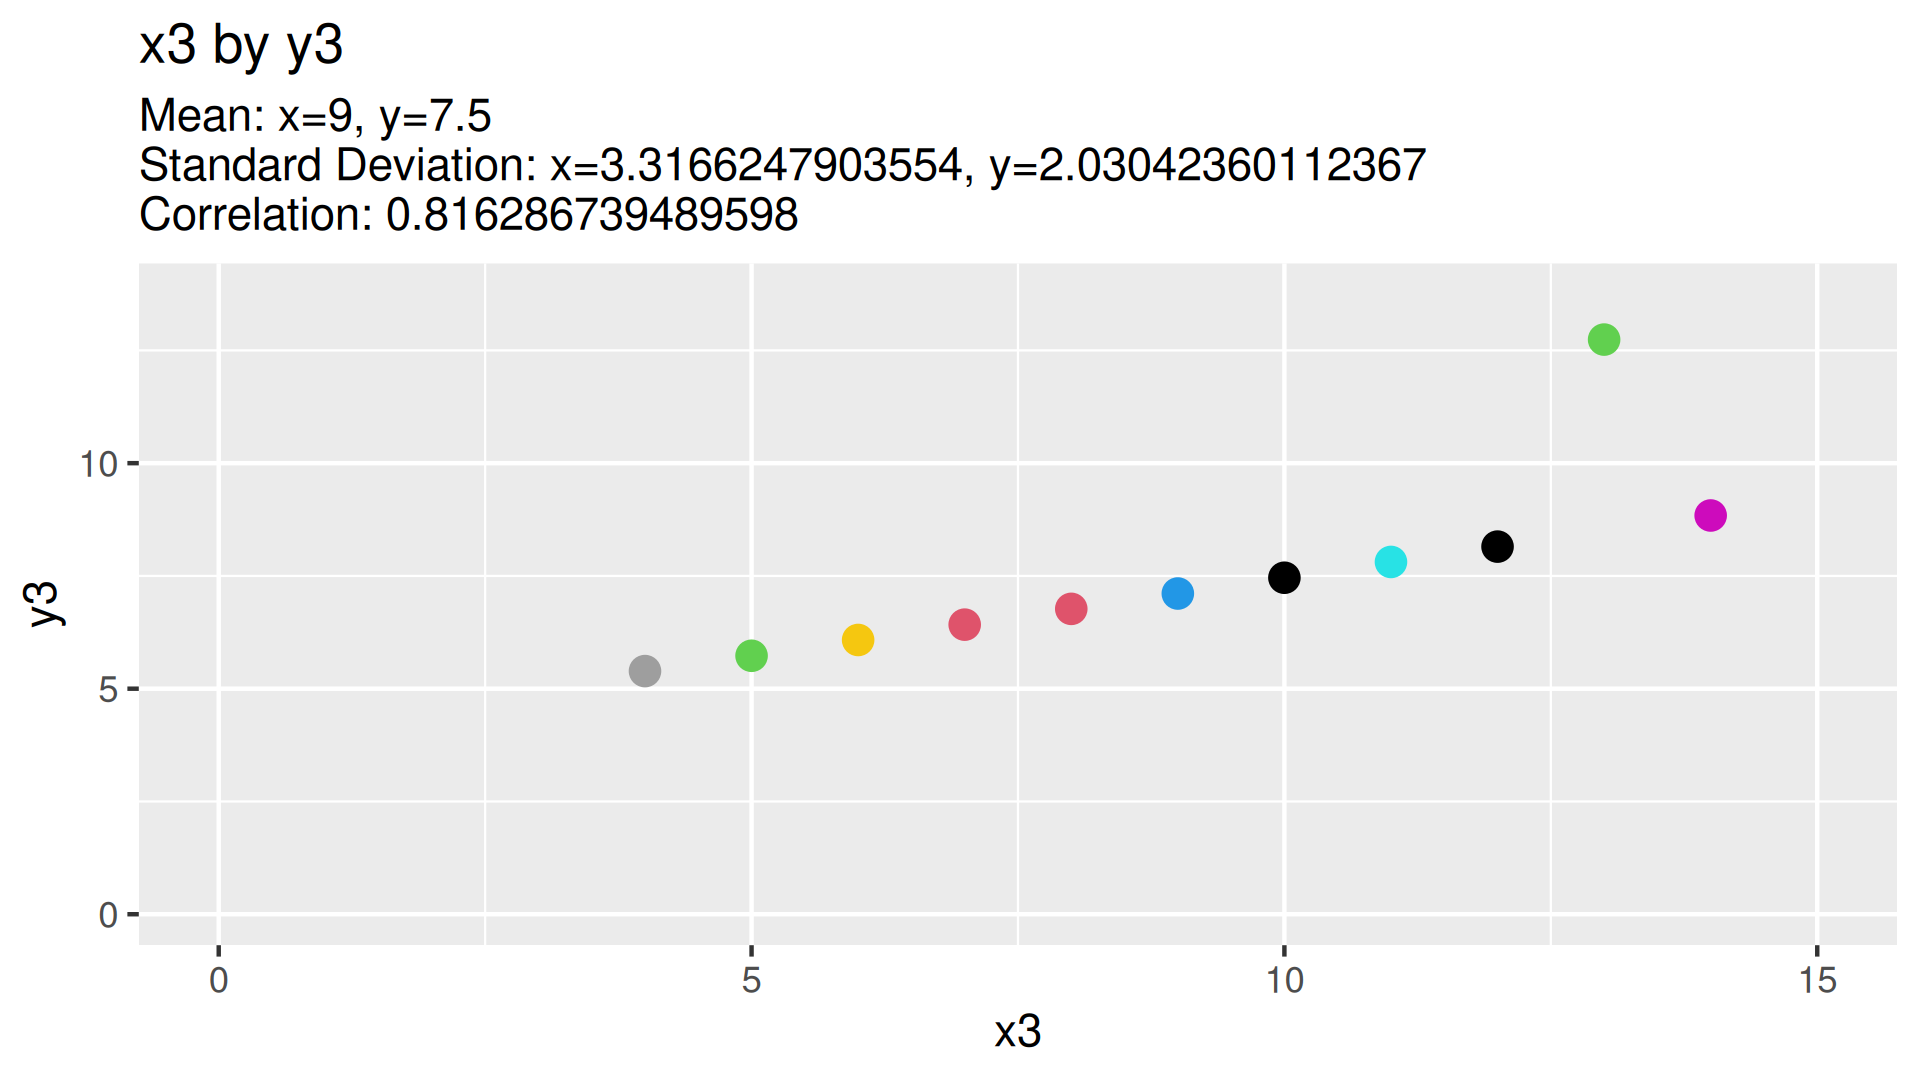 x3 by y3
Mean: x=9, y=7.5
Standard Deviation: x=3.3166247903554, y=2.03042360112367
Correlation: 0.816286739489598
10
5
0
y3
0 5 10 15
x3